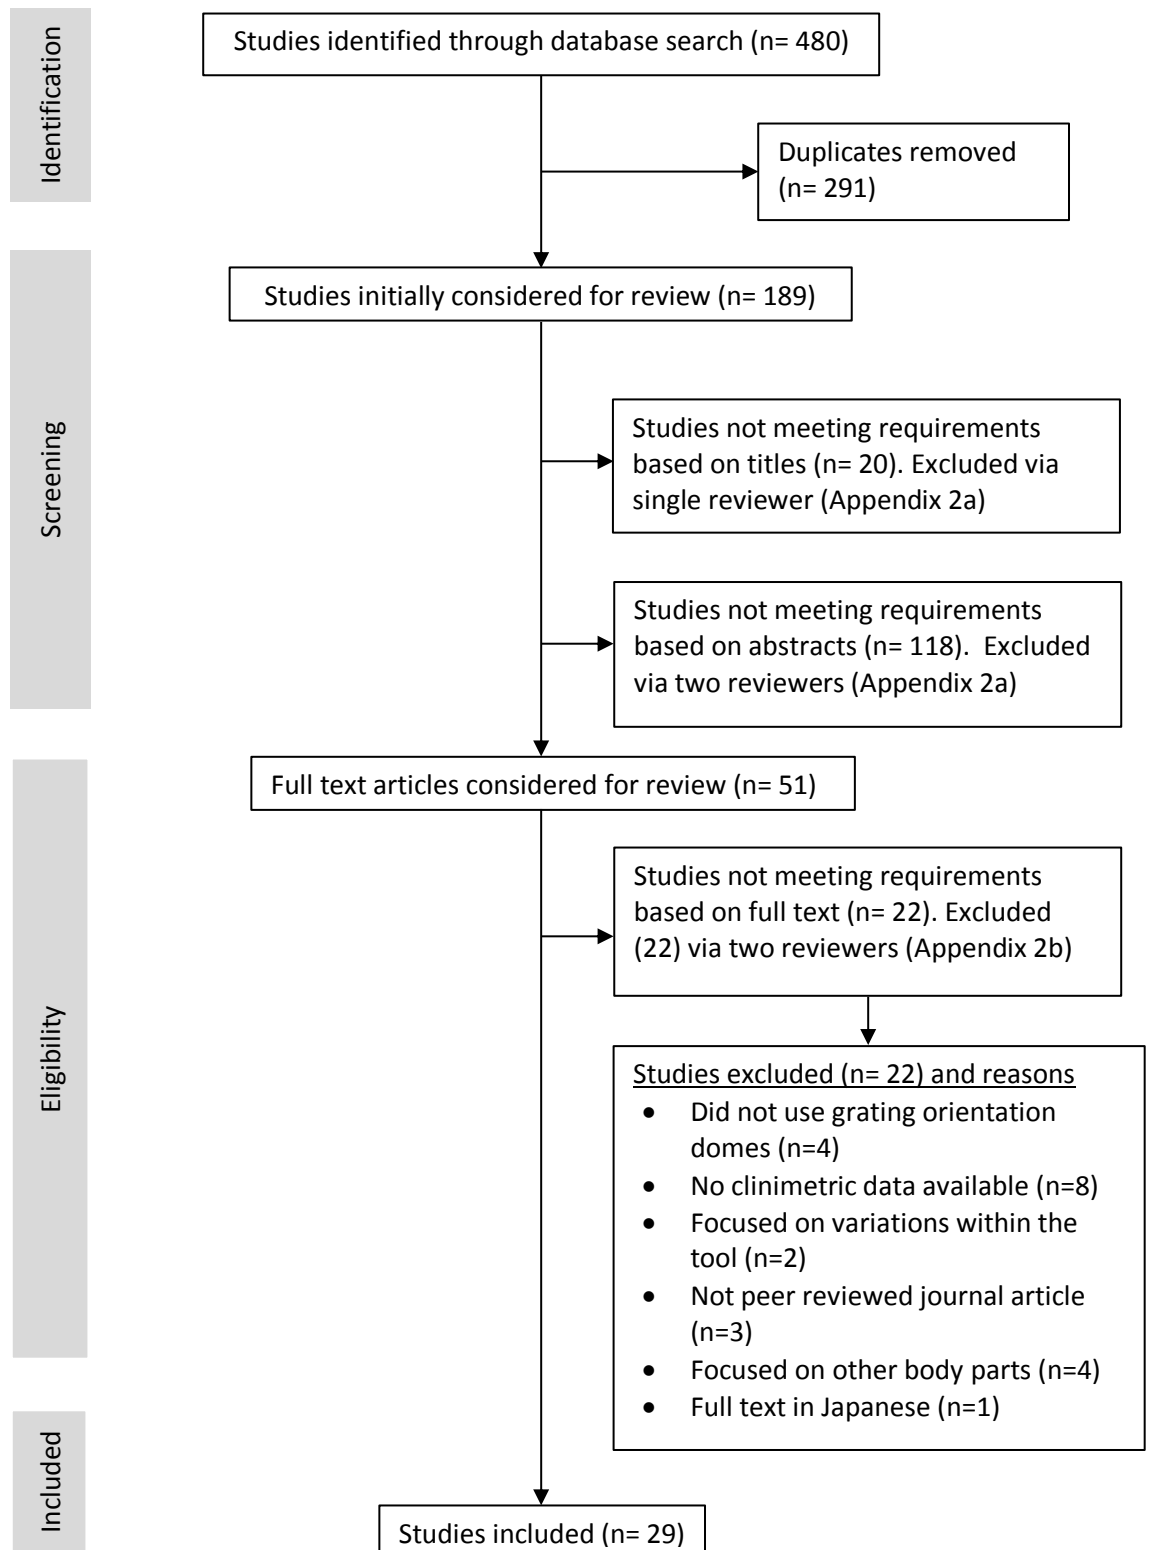 Identification
Studies identified through database search (n= 480)
Duplicates removed
(n= 291)
Screening
Studies initially considered for review (n= 189)
Studies not meeting requirements
based on titles (n= 20). Excluded via
single reviewer (Appendix 2a)
Studies not meeting requirements
based on abstracts (n= 118).  Excluded
via two reviewers (Appendix 2a)
Eligibility
Full text articles considered for review (n= 51)
Studies not meeting requirements
based on full text (n= 22). Excluded
(22) via two reviewers (Appendix 2b)
Studies excluded (n= 22) and reasons
• Did not use grating orientation
domes (n=4)
• No clinimetric data available (n=8)
• Focused on variations within the
tool (n=2)
• Not peer reviewed journal article
(n=3)
• Focused on other body parts (n=4)
• Full text in Japanese (n=1)
Included
Studies included (n= 29)